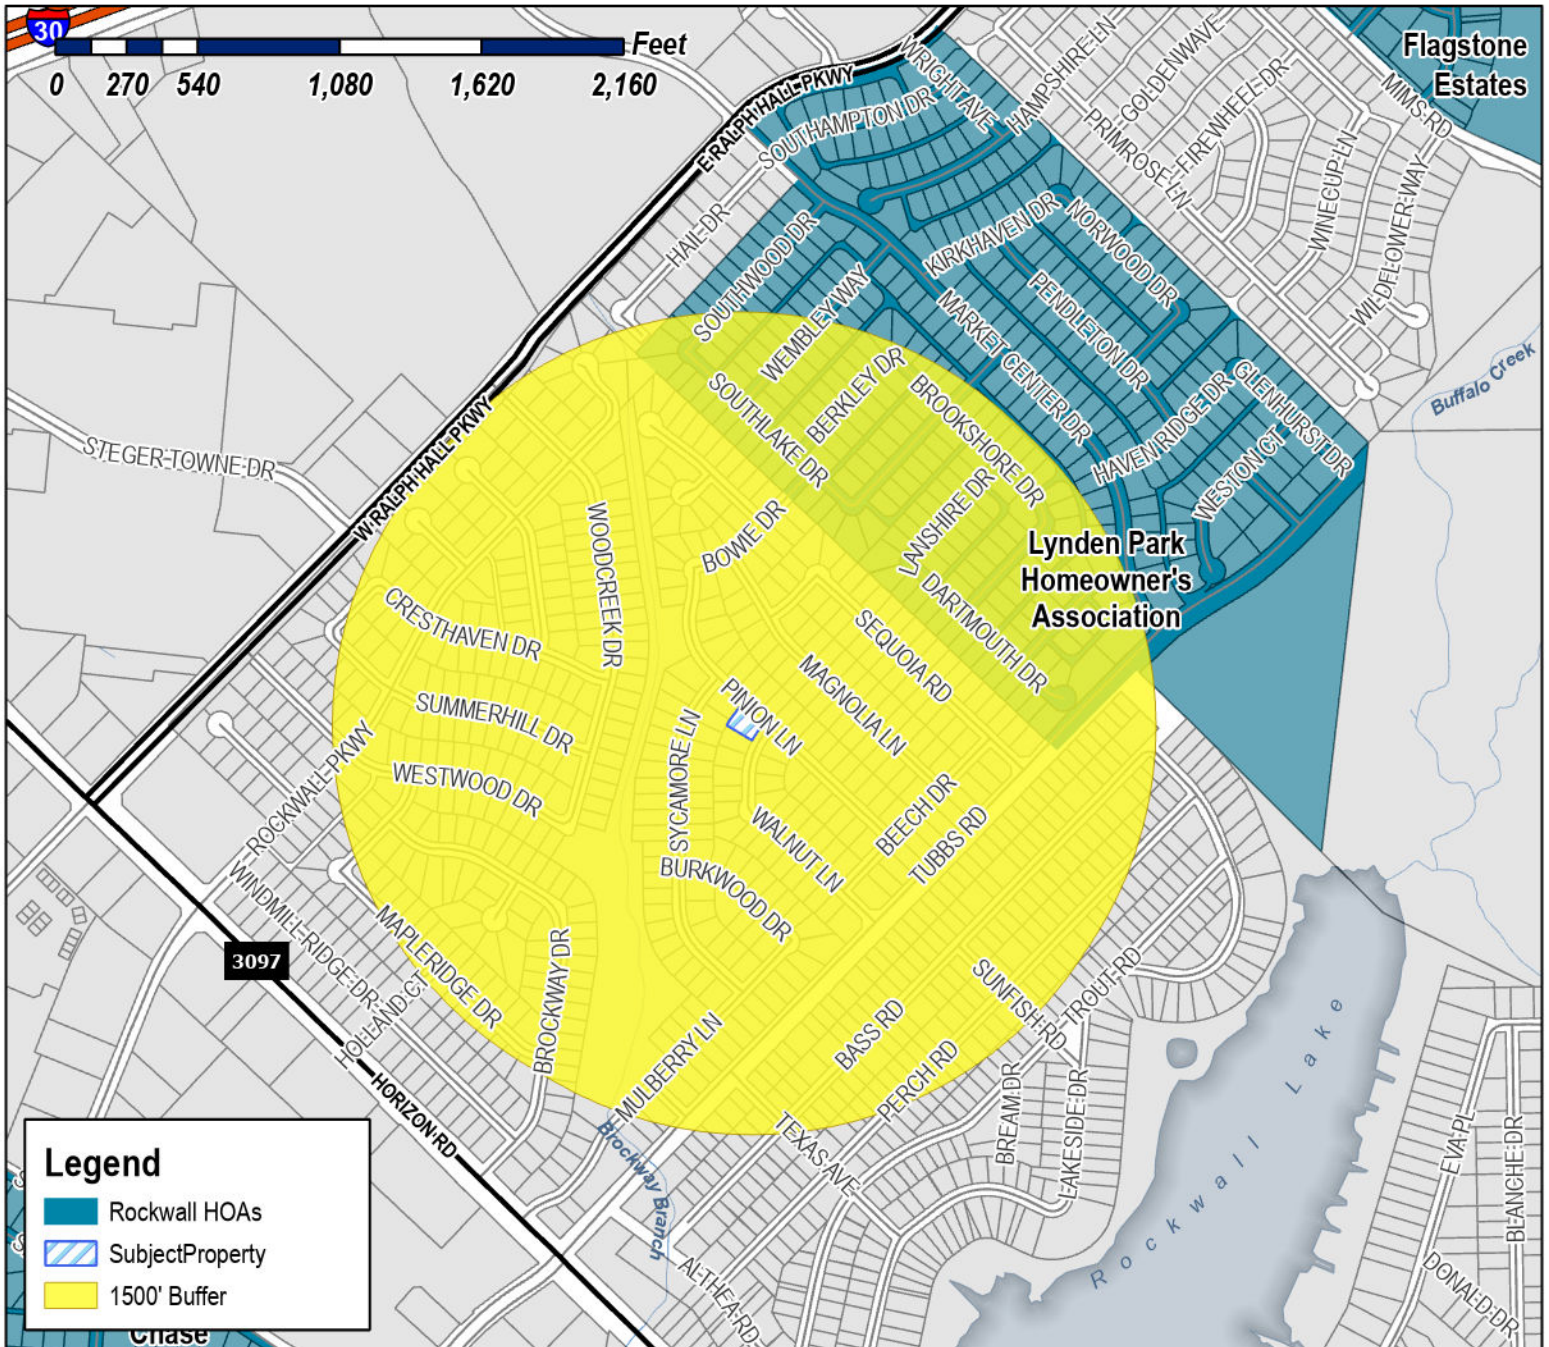 30
Feet
0 270 540 1,080 1,620 2,160
Flagstone
Estates
MIMS RD
E RALPH HALL PKWY
WRIGHT AVE
HAMPSHIRE LN
GOLDENWAVE
FIREWHEEL DR
PRIMROSE LN
SOUTHAMPTON DR
WINECUP LN
WILDFLOWER WAY
HAIL DR
SOUTHWOOD DR
KIRKHAVEN DR
NORWOOD DR
WEMBLEY WAY
PENDLETON DR
MARKET CENTER DR
Buffalo Creek
BERKLEY DR
BROOKSHORE DR
SOUTHLAKE DR
HAVEN RIDGE DR
GLENHURST DR
WESTON CT
STEGER TOWNE DR
W RALPH HALL PKWY
WOODCREEK DR
BOWIE DR
LANSHIRE DR
Lynden Park
Homeowner's
Association
DARTMOUTH DR
CRESTHAVEN DR
SEQUOIA RD
MAGNOLIA LN
PINION LN
SUMMERHILL DR
SYCAMORE LN
ROCKWALL PKWY
WESTWOOD DR
BEECH DR
TUBBS RD
WALNUT LN
BURKWOOD DR
WINDMILL RIDGE DR
MAPLERIDGE DR
3097
HOLLAND CT
BROCKWAY DR
SUNFISH RD
TROUT RD
BASS RD
PERCH RD
MULBERRY LN
HORIZON RD
TEXAS AVE
BREAM DR
LAKESIDE DR
Rockwall Lake
EVA PL
BLANCHE DR
DONALD DR
Brockway Branch
ALTHEA RD
Legend
Rockwall HOAs
SubjectProperty
1500' Buffer
Chase